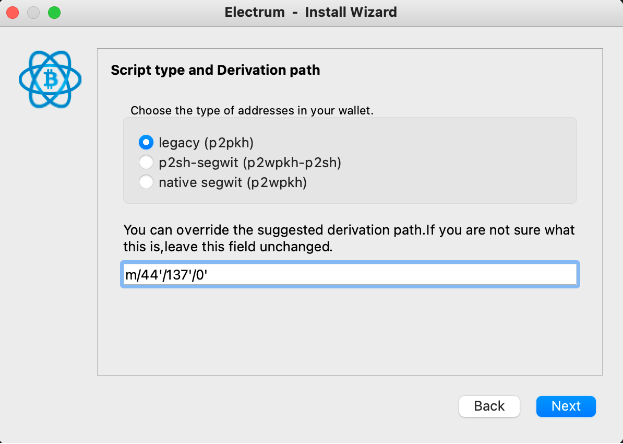 Electrum - Install Wizard
Script type and Derivation path
Choose the type of addresses in your wallet.
legacy (p2pkh)
p2sh-segwit (p2wpkh-p2sh)
native segwit (p2wpkh)
You can override the suggested derivation path.If you are not sure what
this is,leave this field unchanged.
m/44'/137'/0'
Back
Next